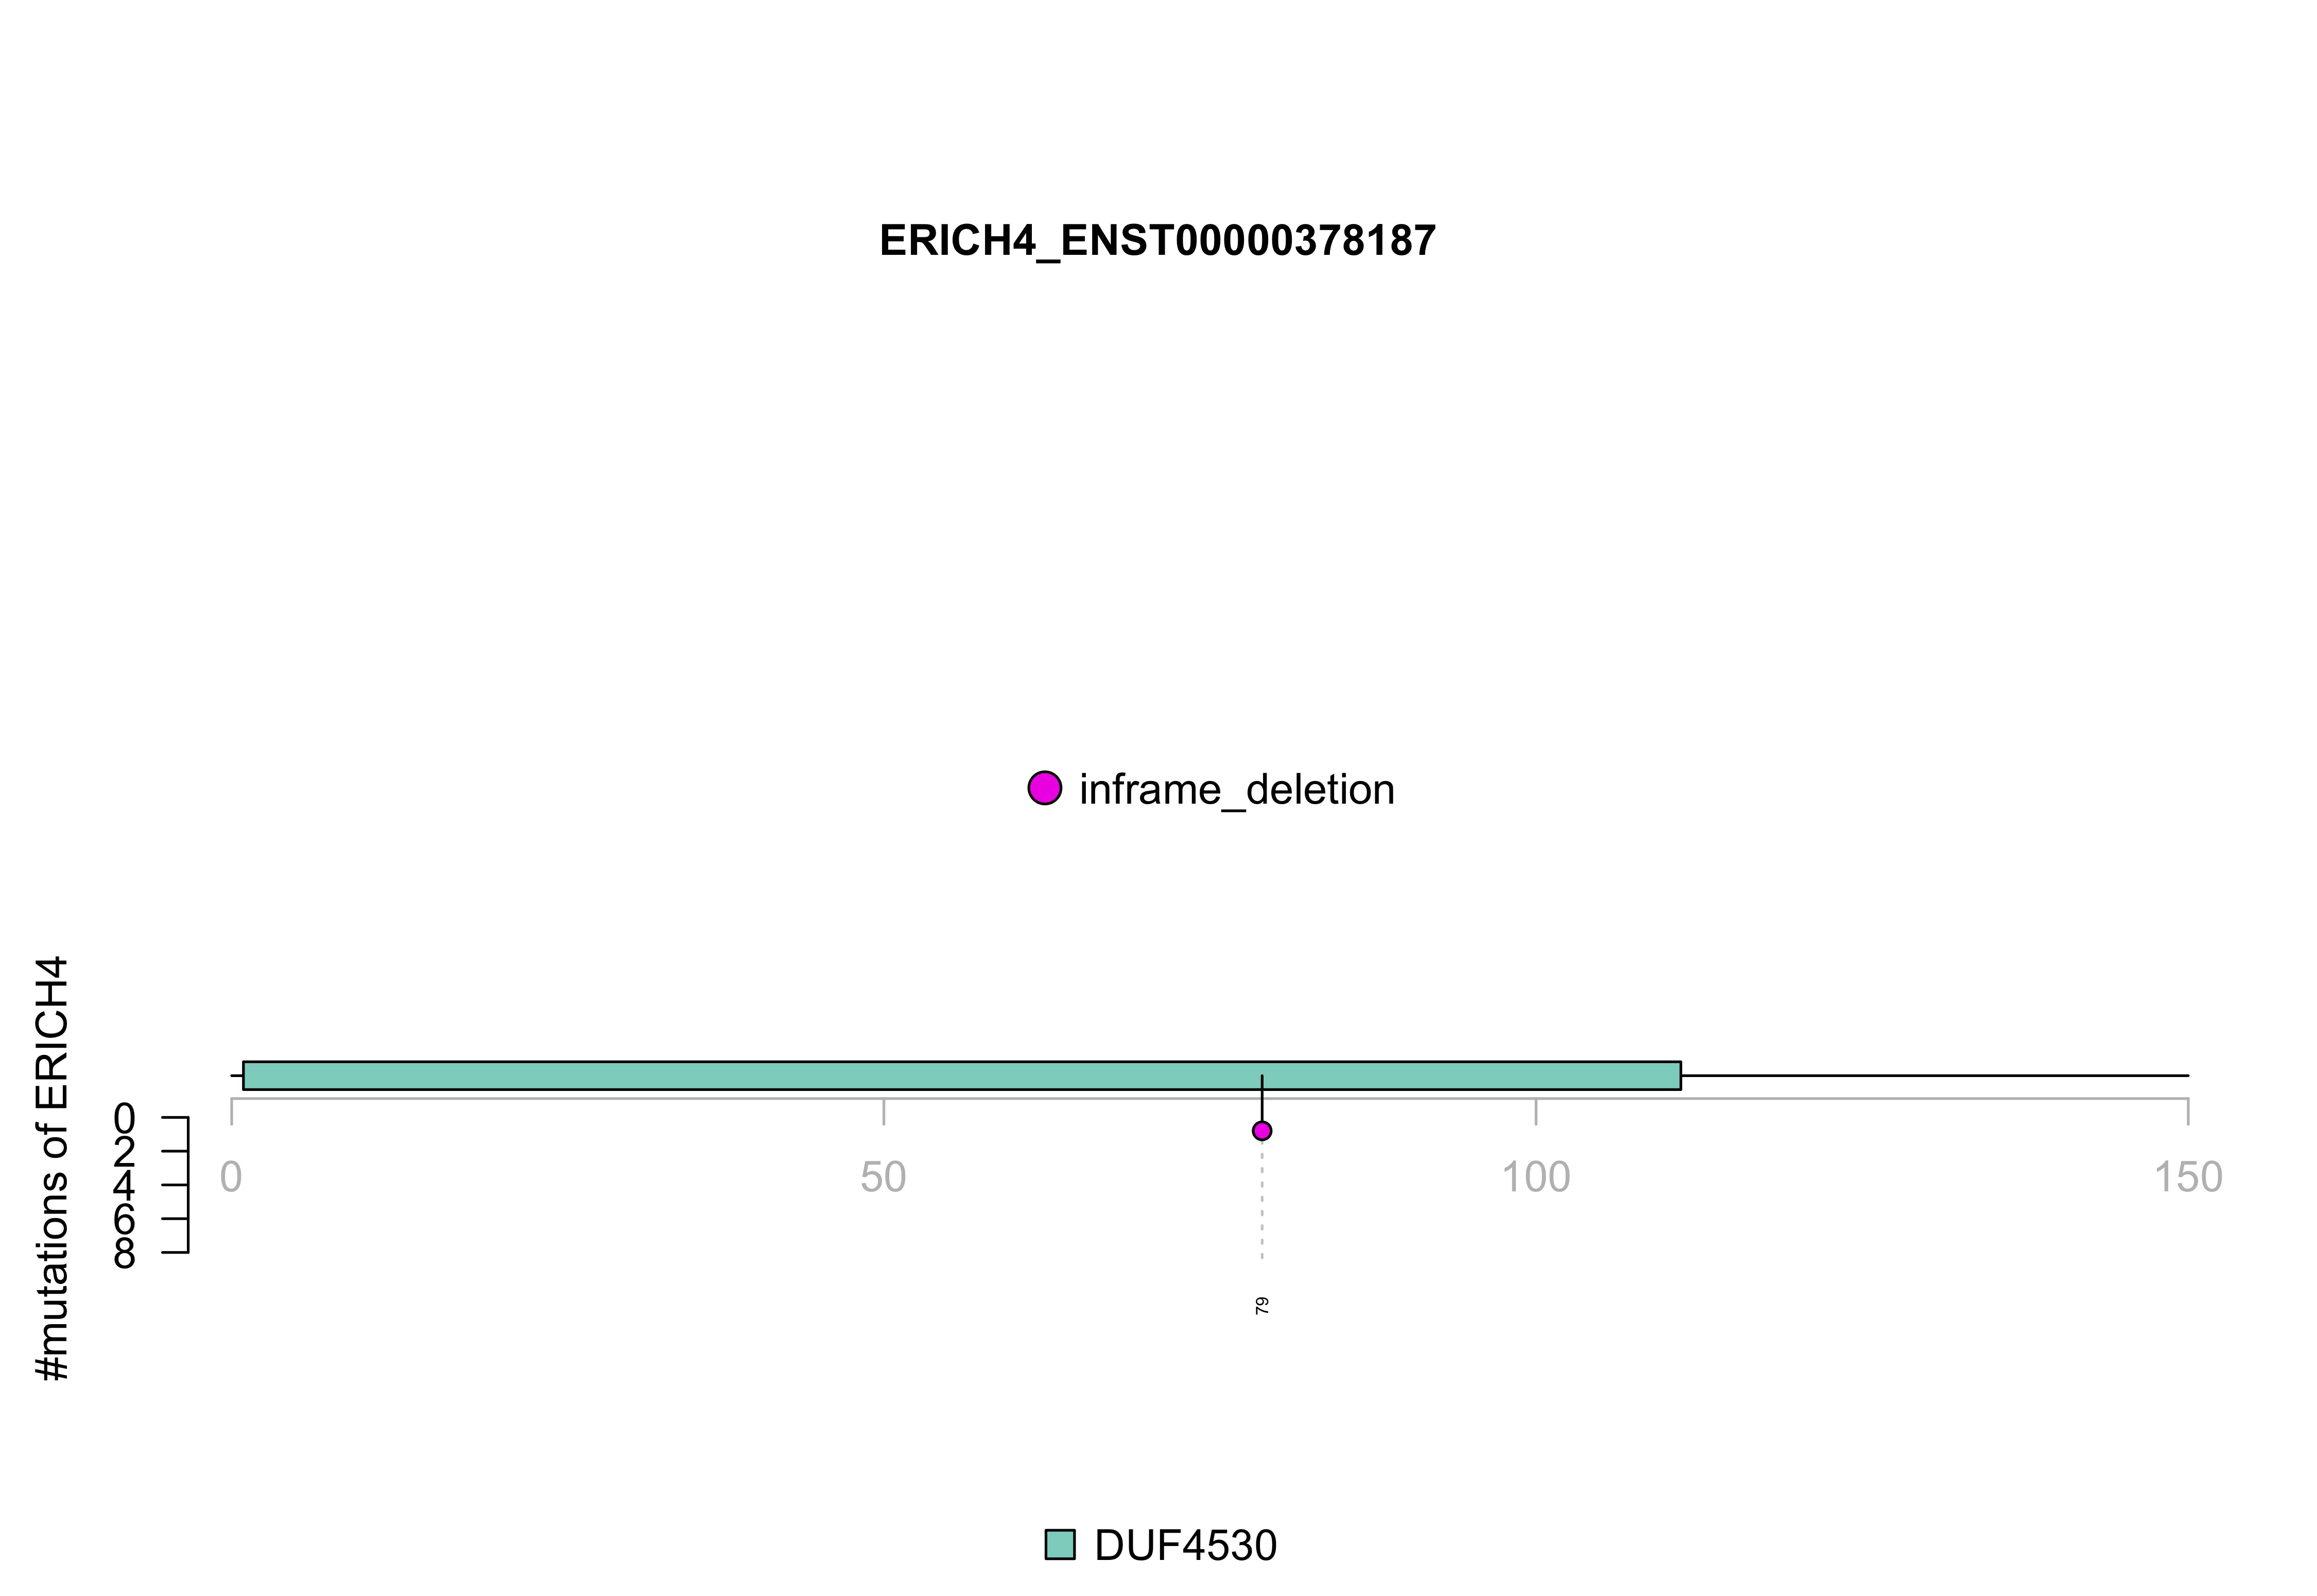 ERICH4_ENST00000378187
inframe_deletion
#mutations of ERICH4
0
2
4
6
8
0 50 100 150
79
DUF4530